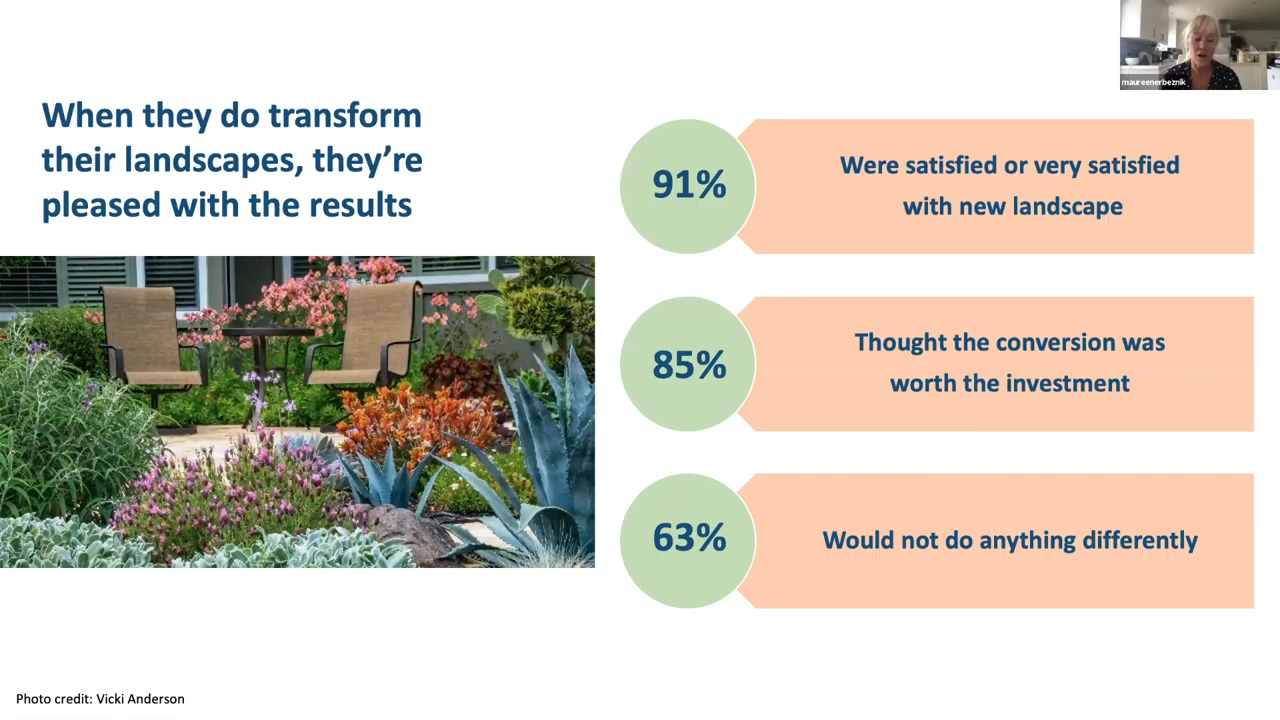 maureenerbeznik
When they do transform
their landscapes, they’re
pleased with the results
91%
Were satisfied or very satisfied
with new landscape
85%
Thought the conversion was
worth the investment
63%
Would not do anything differently
Photo credit: Vicki Anderson